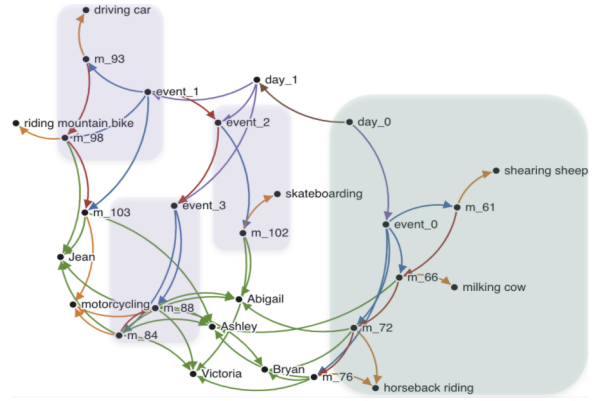 driving car
m_93
day_1
event_1
riding mountain bike
event_2
day_0
m_98
shearing sheep
skateboarding
m_103
event_3
m_61
event_0
m_102
Jean
m_66
milking cow
motorcycling
m_88
Abigail
Ashley
m_72
m_84
Victoria
Bryan
m_76
horseback riding